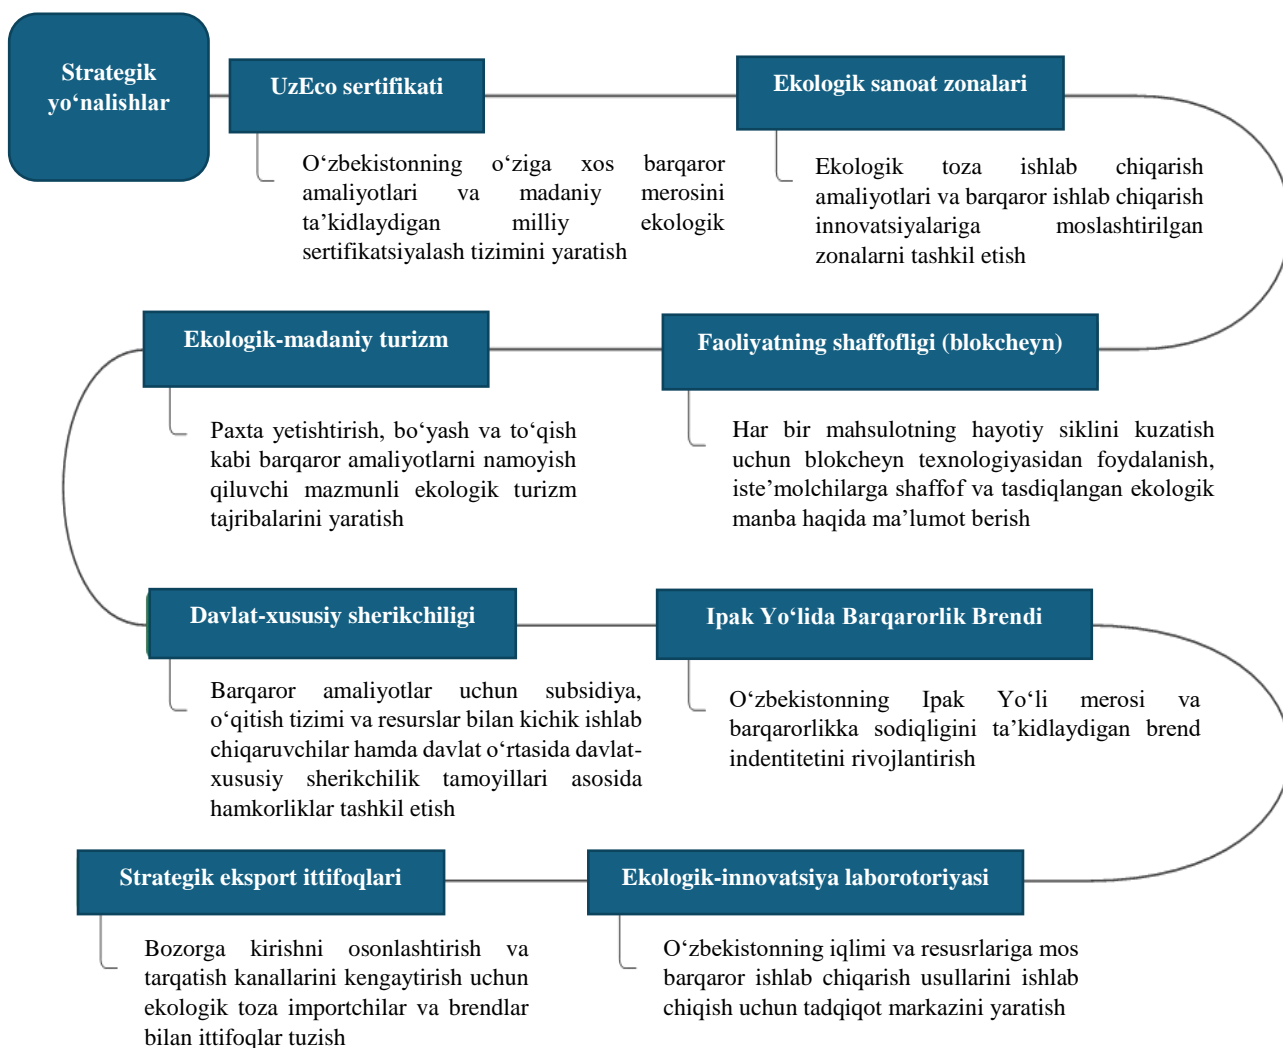 Strategik
yo‘nalishlar
UzEco sertifikati
O‘zbekistonning o‘ziga xos barqaror
amaliyotlari va madaniy merosini
ta’kidlaydigan milliy ekologik
sertifikatsiyalash tizimini yaratish
Ekologik sanoat zonalari
Ekologik toza ishlab chiqarish
amaliyotlari va barqaror ishlab chiqarish
innovatsiyalariga moslashtirilgan
zonalarni tashkil etish
Faoliyatning shaffofligi (blokcheyn)
Har bir mahsulotning hayotiy siklini kuzatish
uchun blokcheyn texnologiyasidan foydalanish,
iste’molchilarga shaffof va tasdiqlangan ekologik
manba haqida ma’lumot berish
Ekologik-madaniy turizm
Paxta yetishtirish, bo‘yash va to‘qish
kabi barqaror amaliyotlarni namoyish
qiluvchi mazmunli ekologik turizm
tajribalarini yaratish
Davlat-xususiy sherikchiligi
Barqaror amaliyotlar uchun subsidiya,
o‘qitish tizimi va resurslar bilan kichik ishlab
chiqaruvchilar hamda davlat o‘rtasida davlat-
xususiy sherikchilik tamoyillari asosida
hamkorliklar tashkil etish
Ipak Yo‘lida Barqarorlik Brendi
O‘zbekistonning Ipak Yo‘li merosi va
barqarorlikka sodiqligini ta’kidlaydigan brend
indentitetini rivojlantirish
Ekologik-innovatsiya laborotoriyasi
O‘zbekistonning iqlimi va resusrlariga mos
barqaror ishlab chiqarish usullarini ishlab
chiqish uchun tadqiqot markazini yaratish
Strategik eksport ittifoqlari
Bozorga kirishni osonlashtirish va
tarqatish kanallarini kengaytirish uchun
ekologik toza importchilar va brendlar
bilan ittifoqlar tuzish